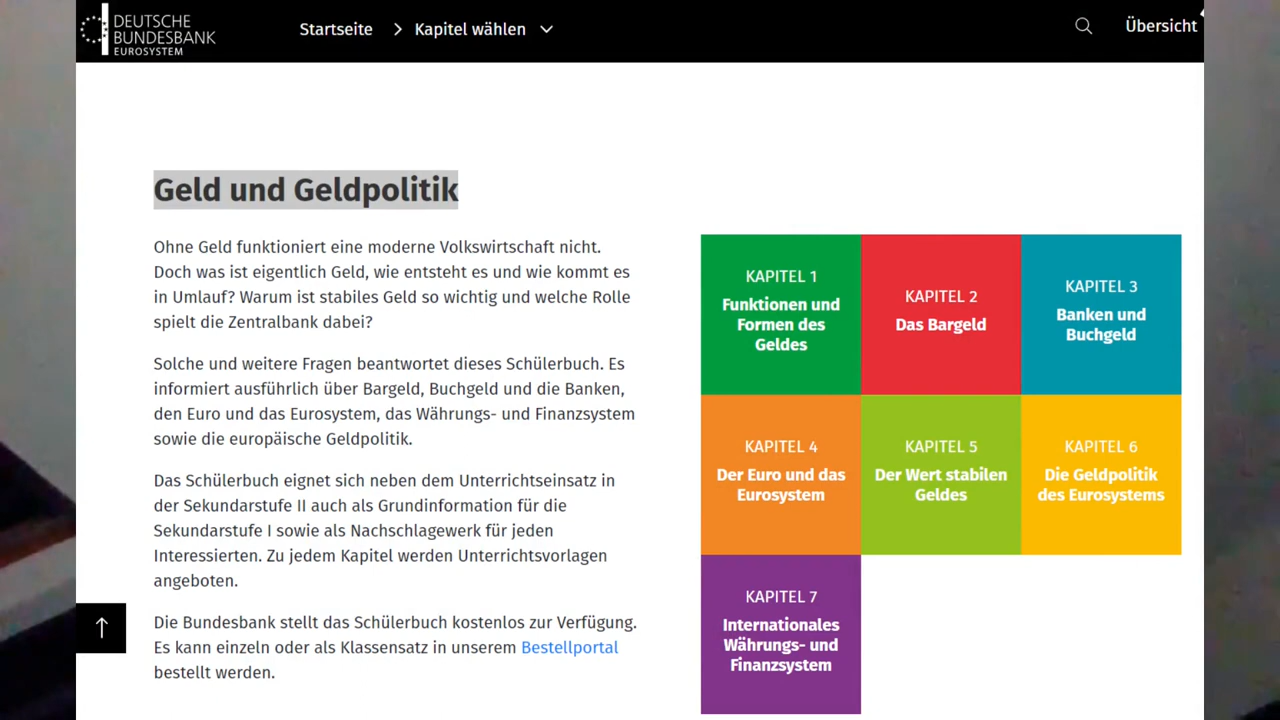 DEUTSCHE
BUNDESBANK
EUROSYSTEM
Startseite
Kapitel wählen
Übersicht
Geld und Geldpolitik
Ohne Geld funktioniert eine moderne Volkswirtschaft nicht.
Doch was ist eigentlich Geld, wie entsteht es und wie kommt es
in Umlauf? Warum ist stabiles Geld so wichtig und welche Rolle
spielt die Zentralbank dabei?
Solche und weitere Fragen beantwortet dieses Schülerbuch. Es
informiert ausführlich über Bargeld, Buchgeld und die Banken,
den Euro und das Eurosystem, das Währungs- und Finanzsystem
sowie die europäische Geldpolitik.
Das Schülerbuch eignet sich neben dem Unterrichtseinsatz in
der Sekundarstufe II auch als Grundinformation für die
Sekundarstufe I sowie als Nachschlagewerk für jeden
Interessierten. Zu jedem Kapitel werden Unterrichtsvorlagen
angeboten.
Die Bundesbank stellt das Schülerbuch kostenlos zur Verfügung.
Es kann einzeln oder als Klassensatz in unserem Bestellportal
bestellt werden.
KAPITEL 1
Funktionen und
Formen des
Geldes
KAPITEL 2
Das Bargeld
KAPITEL 3
Banken und
Buchgeld
KAPITEL 4
Der Euro und das
Eurosystem
KAPITEL 5
Der Wert stabilen
Geldes
KAPITEL 6
Die Geldpolitik
des Eurosystems
KAPITEL 7
Internationales
Währungs- und
Finanzsystem